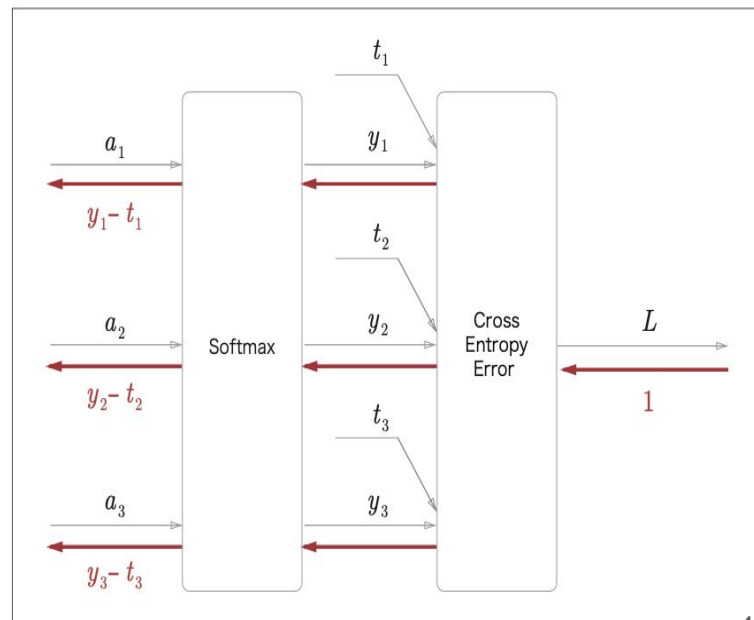 t₁
a₁
y₁
y₁– t₁
t₂
a₂
y₂
Softmax
Cross
Entropy
Error
L
y₂– t₂
1
t₃
a₃
y₃
y₃– t₃